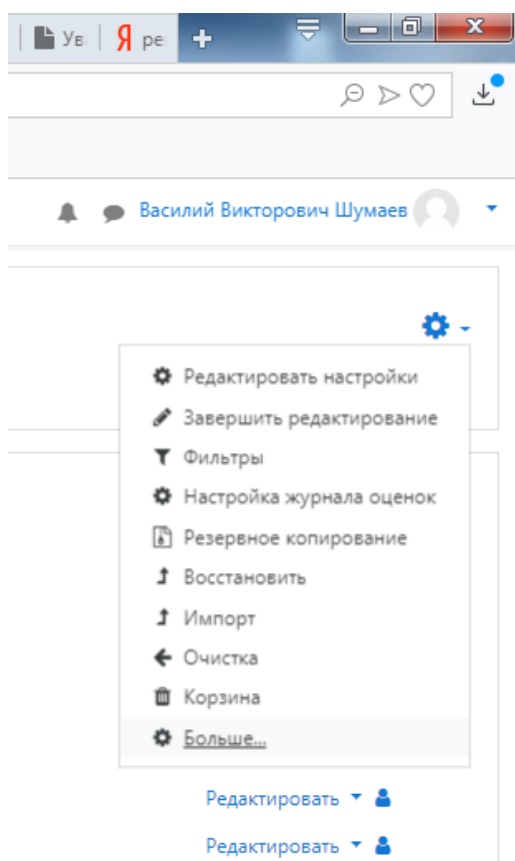 Ув. Я ре
Василий Викторович Шумаев
Редактировать настройки
Завершить редактирование
Фильтры
Настройка журнала оценок
Резервное копирование
Восстановить
Импорт
Очистка
Корзина
Больше...
Редактировать
Редактировать